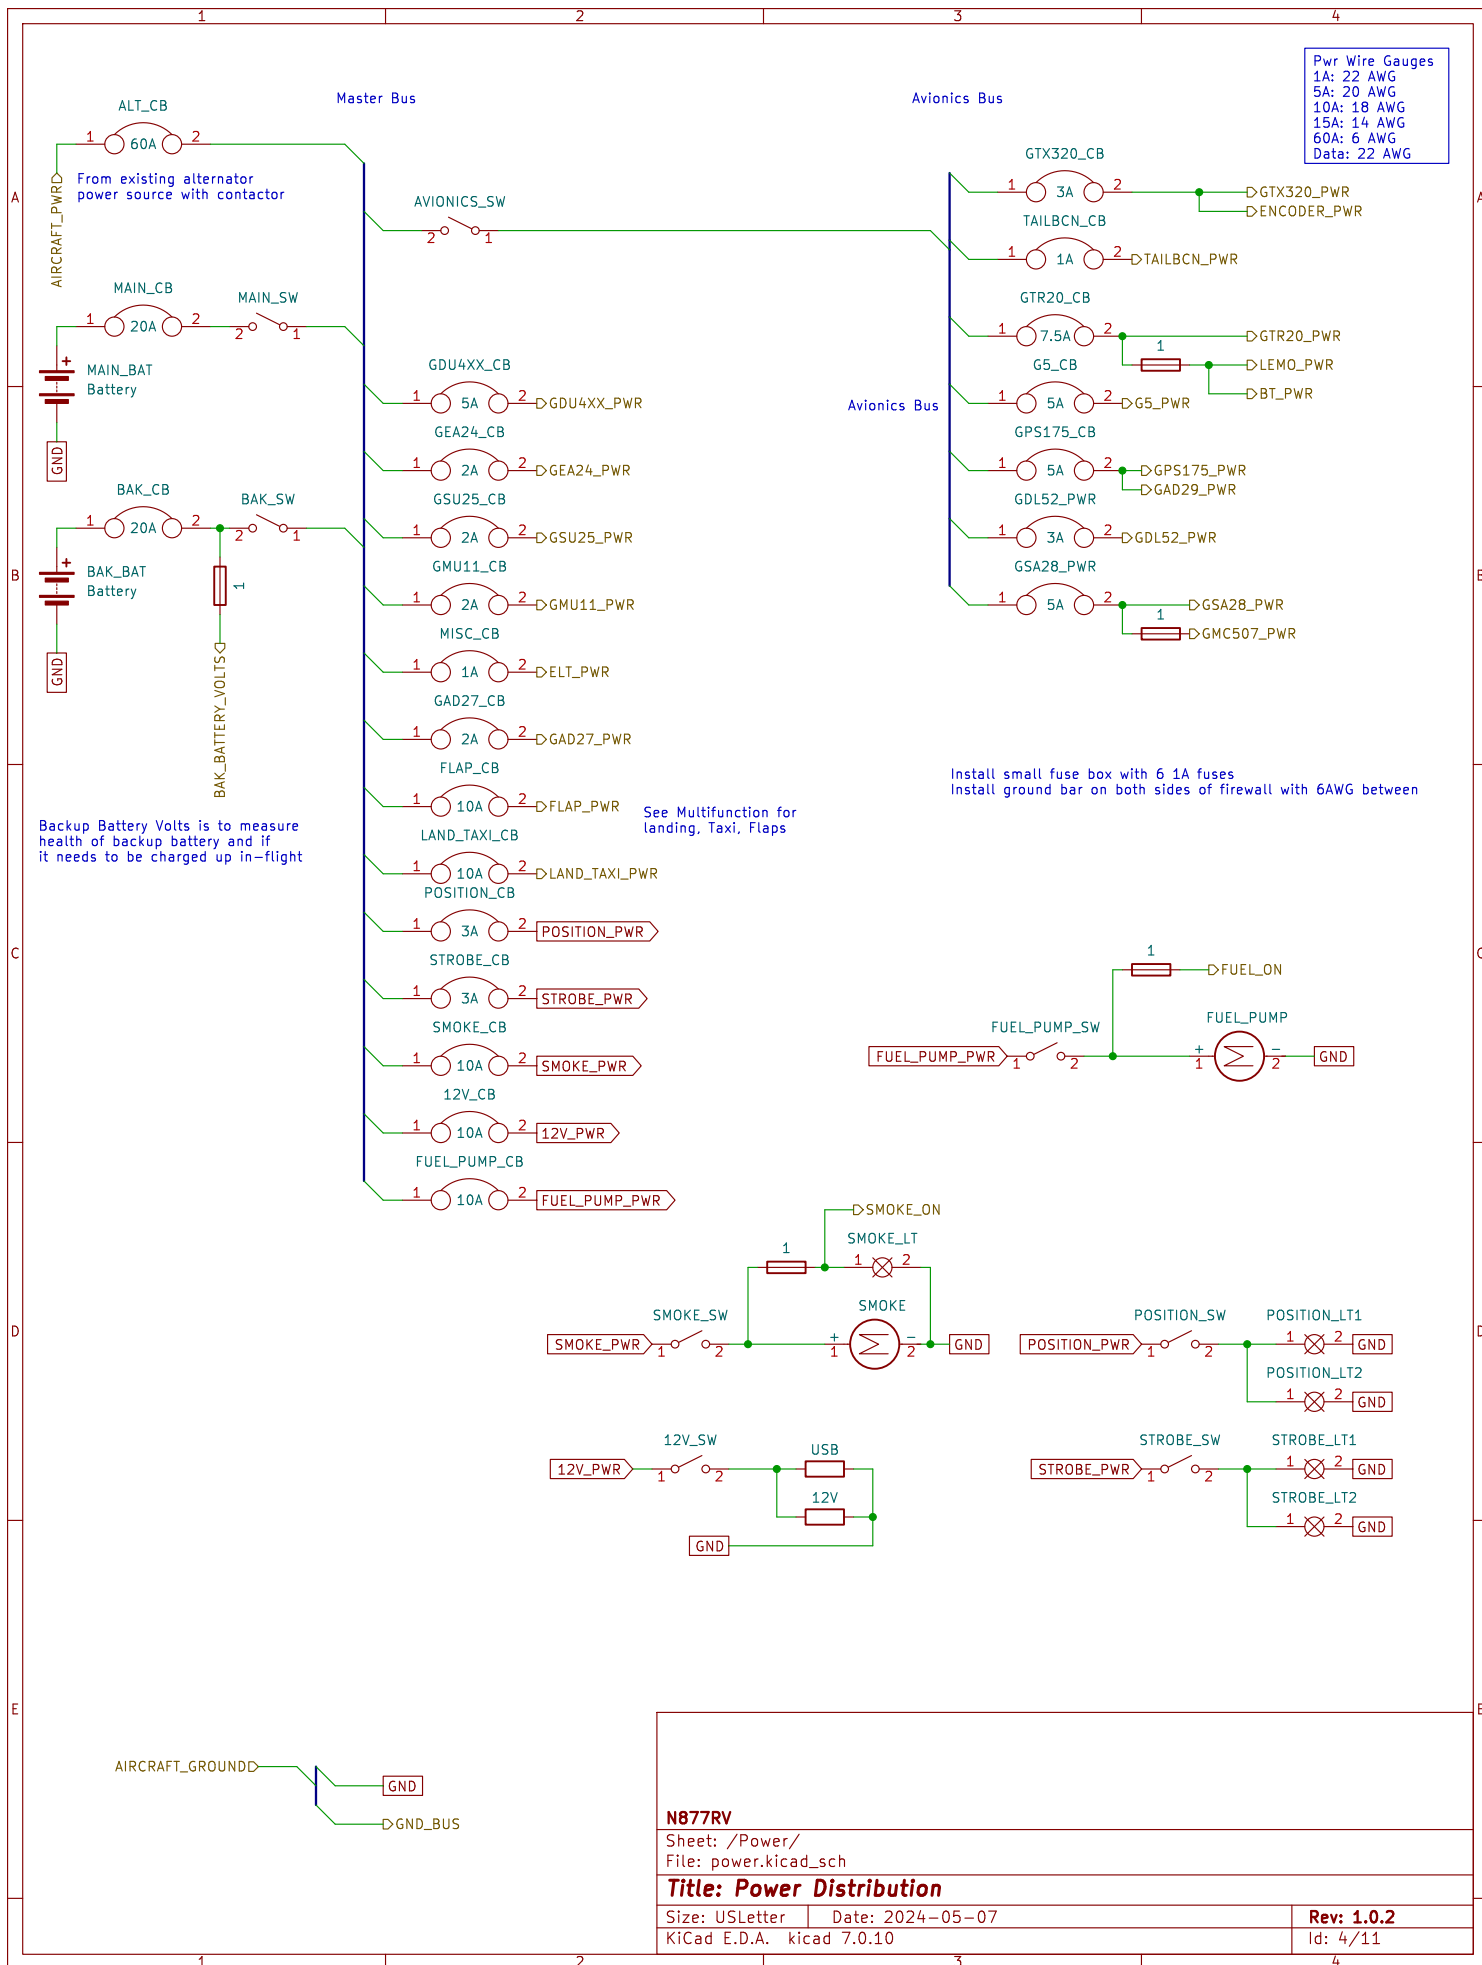 1
2
3
4
Pwr Wire Gauges
1A: 22 AWG
5A: 20 AWG
10A: 18 AWG
15A: 14 AWG
60A: 6 AWG
Data: 22 AWG
Master Bus
Avionics Bus
ALT_CB
1 60A 2
From existing alternator
power source with contactor
AIRCRAFT_PWR
A
A
AVIONICS_SW
2 1
MAIN_CB
1 20A 2
MAIN_SW
2 1
+
MAIN_BAT
Battery
GND
BAK_CB
1 20A 2
BAK_SW
2 1
+
BAK_BAT
Battery
GND
1
BAK_BATTERY_VOLTS
B
B
Backup Battery Volts is to measure
health of backup battery and if
it needs to be charged up in-flight
GDU4XX_CB
1 5A 2 GDU4XX_PWR
GEA24_CB
1 2A 2 GEA24_PWR
GSU25_CB
1 2A 2 GSU25_PWR
GMU11_CB
1 2A 2 GMU11_PWR
MISC_CB
1 1A 2 ELT_PWR
GAD27_CB
1 2A 2 GAD27_PWR
FLAP_CB
1 10A 2 FLAP_PWR
See Multifunction for
landing, Taxi, Flaps
LAND_TAXI_CB
1 10A 2 LAND_TAXI_PWR
POSITION_CB
1 3A 2 POSITION_PWR
STROBE_CB
1 3A 2 STROBE_PWR
SMOKE_CB
1 10A 2 SMOKE_PWR
12V_CB
1 10A 2 12V_PWR
FUEL_PUMP_CB
1 10A 2 FUEL_PUMP_PWR
GTX320_CB
1 3A 2 GTX320_PWR
ENCODER_PWR
TAILBCN_CB
1 1A 2 TAILBCN_PWR
GTR20_CB
1 7.5A 2 GTR20_PWR
1
LEMO_PWR
BT_PWR
G5_CB
Avionics Bus
1 5A 2 G5_PWR
GPS175_CB
1 5A 2 GPS175_PWR
GAD29_PWR
GDL52_PWR
1 3A 2 GDL52_PWR
GSA28_PWR
1 5A 2 GSA28_PWR
1
GMC507_PWR
Install small fuse box with 6 1A fuses
Install ground bar on both sides of firewall with 6AWG between
C
C
1
FUEL_ON
FUEL_PUMP_SW
FUEL_PUMP
FUEL_PUMP_PWR 1 2 + 1 - 2 GND
SMOKE_ON
1
SMOKE_LT
1 2
SMOKE_SW
SMOKE
SMOKE_PWR 1 2 + 1 - 2 GND
D
D
POSITION_SW
POSITION_LT1
POSITION_PWR 1 2 1 2 GND
POSITION_LT2
1 2 GND
12V_SW
USB
12V_PWR 1 2
12V
GND
STROBE_SW
STROBE_LT1
STROBE_PWR 1 2 1 2 GND
STROBE_LT2
1 2 GND
E
E
AIRCRAFT_GROUND
GND
GND_BUS
N877RV
Sheet: /Power/
File: power.kicad_sch
Title: Power Distribution
Size: USLetter Date: 2024-05-07 Rev: 1.0.2
KiCad E.D.A. kicad 7.0.10 Id: 4/11
1
2
3
4